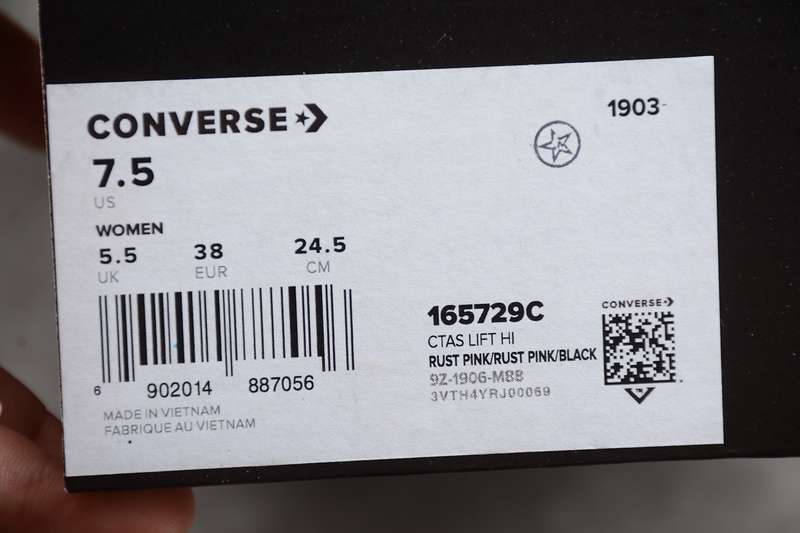 CONVERSE
1903
7.5
US
WOMEN
5.5 38 24.5
UK EUR CM
6 902014 887056
MADE IN VIETNAM
FABRIQUE AU VIETNAM
165729C
CTAS LIFT HI
RUST PINK/RUST PINK/BLACK
9Z-1906-M88
3VTH4YRJ00069
CONVERSE